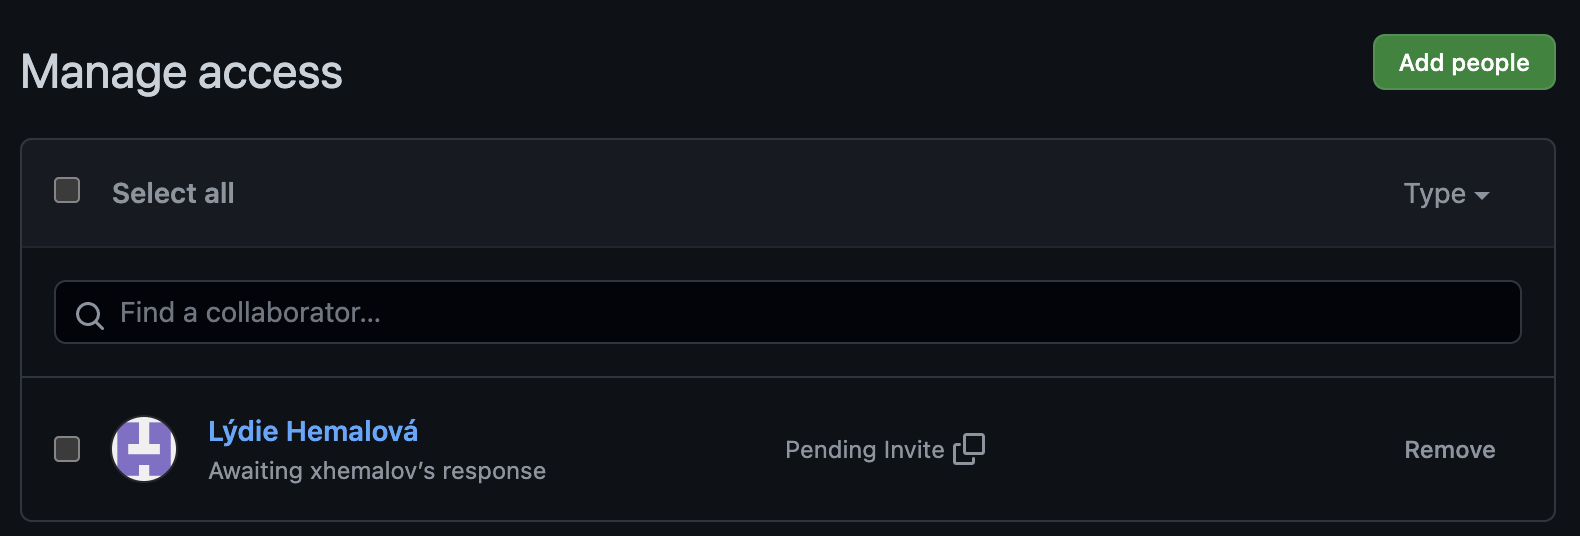 Manage access
Add people
Select all
Type
Find a collaborator...
Lýdie Hemalová
Awaiting xhemalov’s response
Pending Invite
Remove